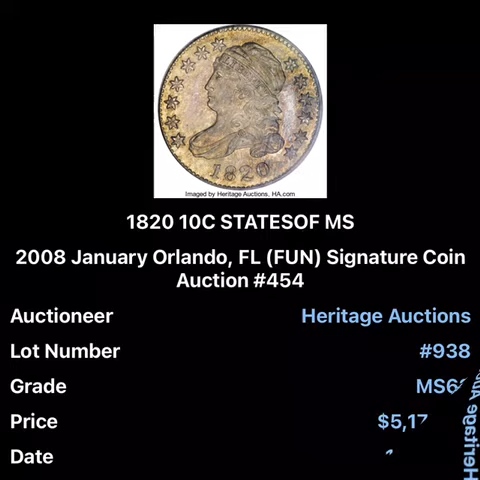 1820
Imaged by Heritage Auctions, HA.com
1820 10C STATESOF MS
2008 January Orlando, FL (FUN) Signature Coin
Auction #454
Auctioneer Heritage Auctions
Lot Number #938
Grade
Price
Date
Heritage